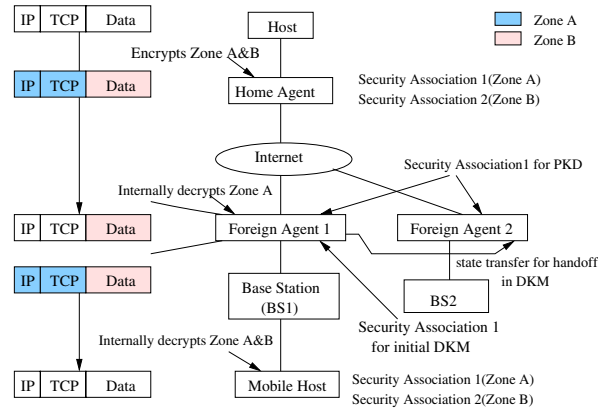 IP TCP Data
Host
Zone A
Zone B
Encrypts Zone A&B
IP TCP Data
Home Agent
Security Association 1(Zone A)
Security Association 2(Zone B)
Internet
Security Association1 for PKD
Internally decrypts Zone A
IP TCP Data
Foreign Agent 1
Foreign Agent 2
state transfer for handoff
in DKM
IP TCP Data
Base Station
(BS1)
BS2
Security Association 1
for initial DKM
Internally decrypts Zone A&B
IP TCP Data
Mobile Host
Security Association 1(Zone A)
Security Association 2(Zone B)